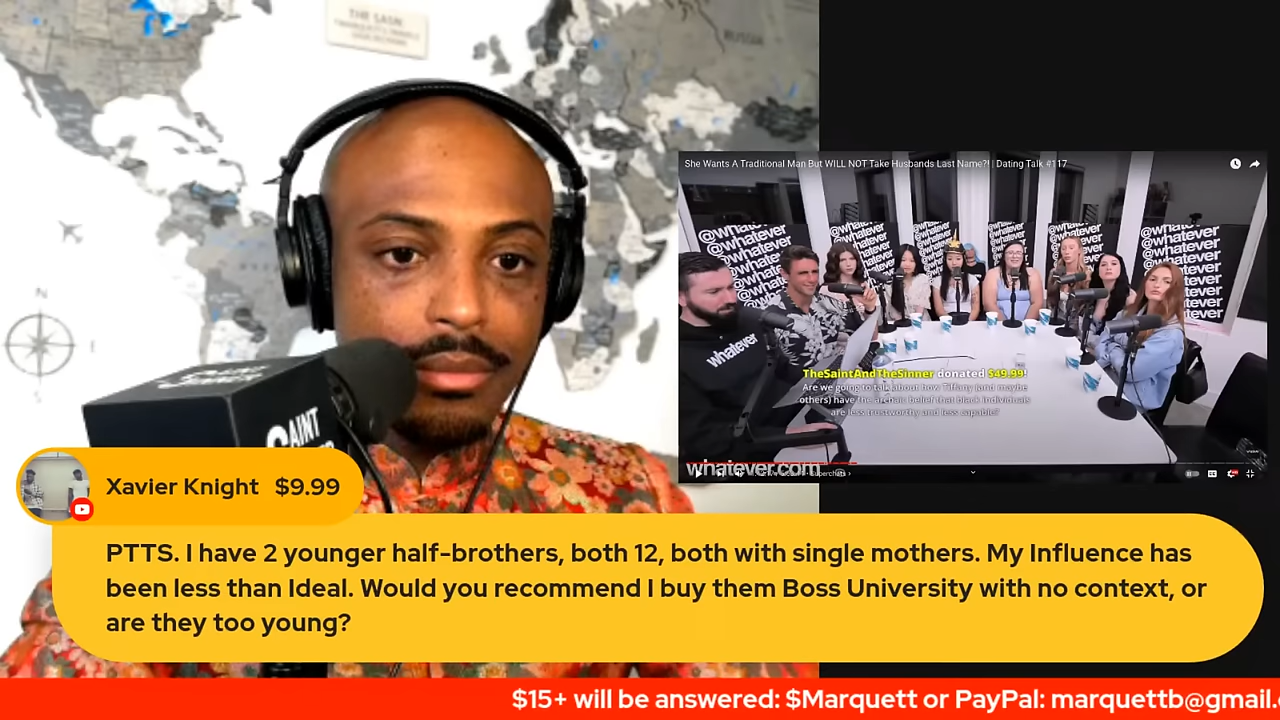 THE SASN
RUSSIA
N
She Wants A Traditional Man But WILL NOT Take Husbands Last Name?! | Dating Talk #117
@whatever
@whatever
@whatever
@whatever
@whatever
whatever
TheSaintAndTheSinner donated $49.99!
Are we going to talk about how Tiffany (and maybe
others) have the archaic belief that black individuals
are less trustworthy and less capable?
whatever.com
SAINT
Xavier Knight $9.99
PTTS. I have 2 younger half-brothers, both 12, both with single mothers. My Influence has
been less than Ideal. Would you recommend I buy them Boss University with no context, or
are they too young?
$15+ will be answered: $Marquett or PayPal: marquettb@gmail.